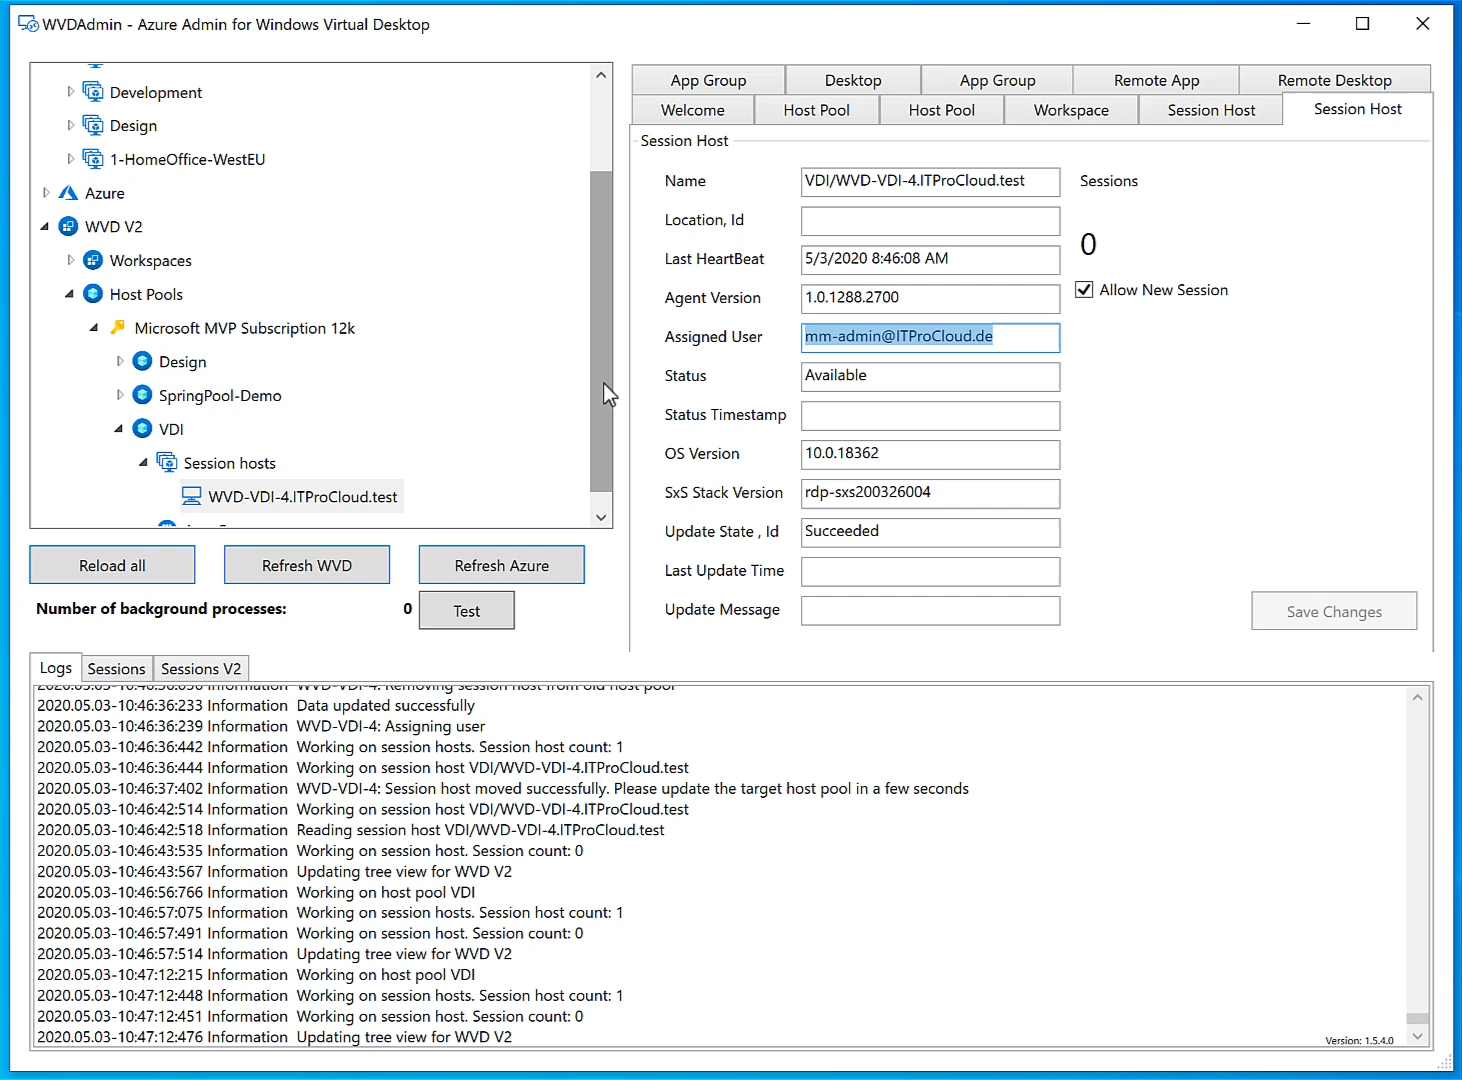 WVDAdmin - Azure Admin for Windows Virtual Desktop
Development
Design
1-HomeOffice-WestEU
Azure
WVD V2
Workspaces
Host Pools
Microsoft MVP Subscription 12k
Design
SpringPool-Demo
VDI
Session hosts
WVD-VDI-4.ITProCloud.test
Reload all
Refresh WVD
Refresh Azure
Number of background processes: 0
Test
App Group
Desktop
App Group
Remote App
Remote Desktop
Welcome
Host Pool
Host Pool
Workspace
Session Host
Session Host
Session Host
Name VDI/WVD-VDI-4.ITProCloud.test
Location, Id
Last HeartBeat 5/3/2020 8:46:08 AM
Agent Version 1.0.1288.2700
Assigned User mm-admin@ITProCloud.de
Status Available
Status Timestamp
OS Version 10.0.18362
SxS Stack Version rdp-sxs200326004
Update State , Id Succeeded
Last Update Time
Update Message
Sessions
0
Allow New Session
Save Changes
Logs
Sessions
Sessions V2
Information WVD-VDI-4: Removing session host from old host pool
2020.05.03-10:46:36:233 Information Data updated successfully
2020.05.03-10:46:36:239 Information WVD-VDI-4: Assigning user
2020.05.03-10:46:36:442 Information Working on session hosts. Session host count: 1
2020.05.03-10:46:36:444 Information Working on session host VDI/WVD-VDI-4.ITProCloud.test
2020.05.03-10:46:37:402 Information WVD-VDI-4: Session host moved successfully. Please update the target host pool in a few seconds
2020.05.03-10:46:42:514 Information Working on session host VDI/WVD-VDI-4.ITProCloud.test
2020.05.03-10:46:42:518 Information Reading session host VDI/WVD-VDI-4.ITProCloud.test
2020.05.03-10:46:43:535 Information Working on session host. Session count: 0
2020.05.03-10:46:43:567 Information Updating tree view for WVD V2
2020.05.03-10:46:56:766 Information Working on host pool VDI
2020.05.03-10:46:57:075 Information Working on session hosts. Session host count: 1
2020.05.03-10:46:57:491 Information Working on session host. Session count: 0
2020.05.03-10:46:57:514 Information Updating tree view for WVD V2
2020.05.03-10:47:12:215 Information Working on host pool VDI
2020.05.03-10:47:12:448 Information Working on session hosts. Session host count: 1
2020.05.03-10:47:12:451 Information Working on session host. Session count: 0
2020.05.03-10:47:12:476 Information Updating tree view for WVD V2
Version: 1.5.4.0